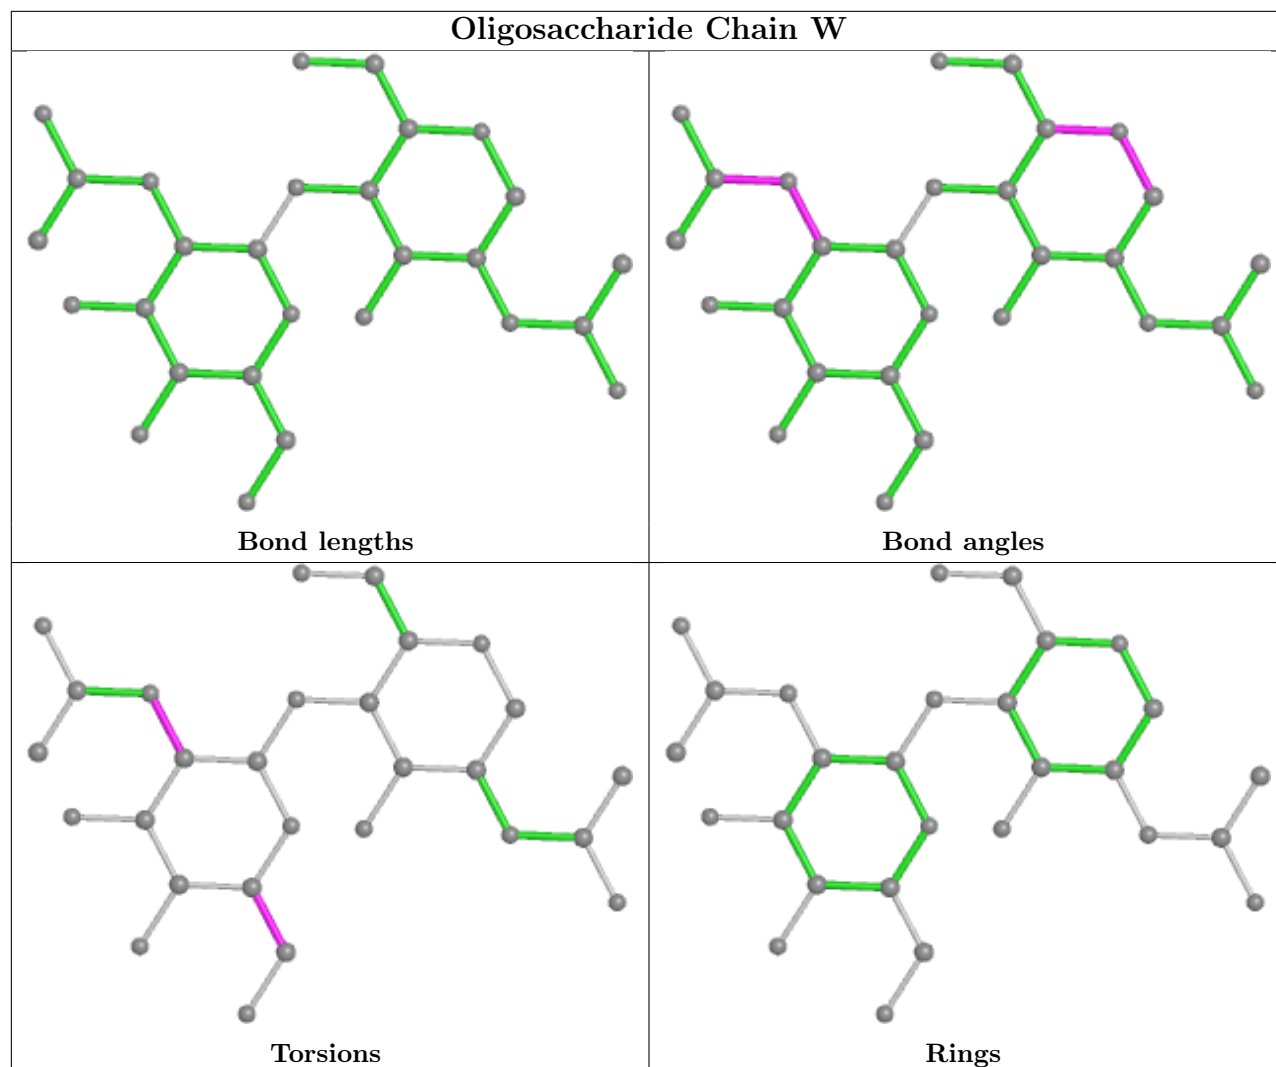 Oligosaccharide Chain W
Bond lengths
Bond angles
Torsions
Rings